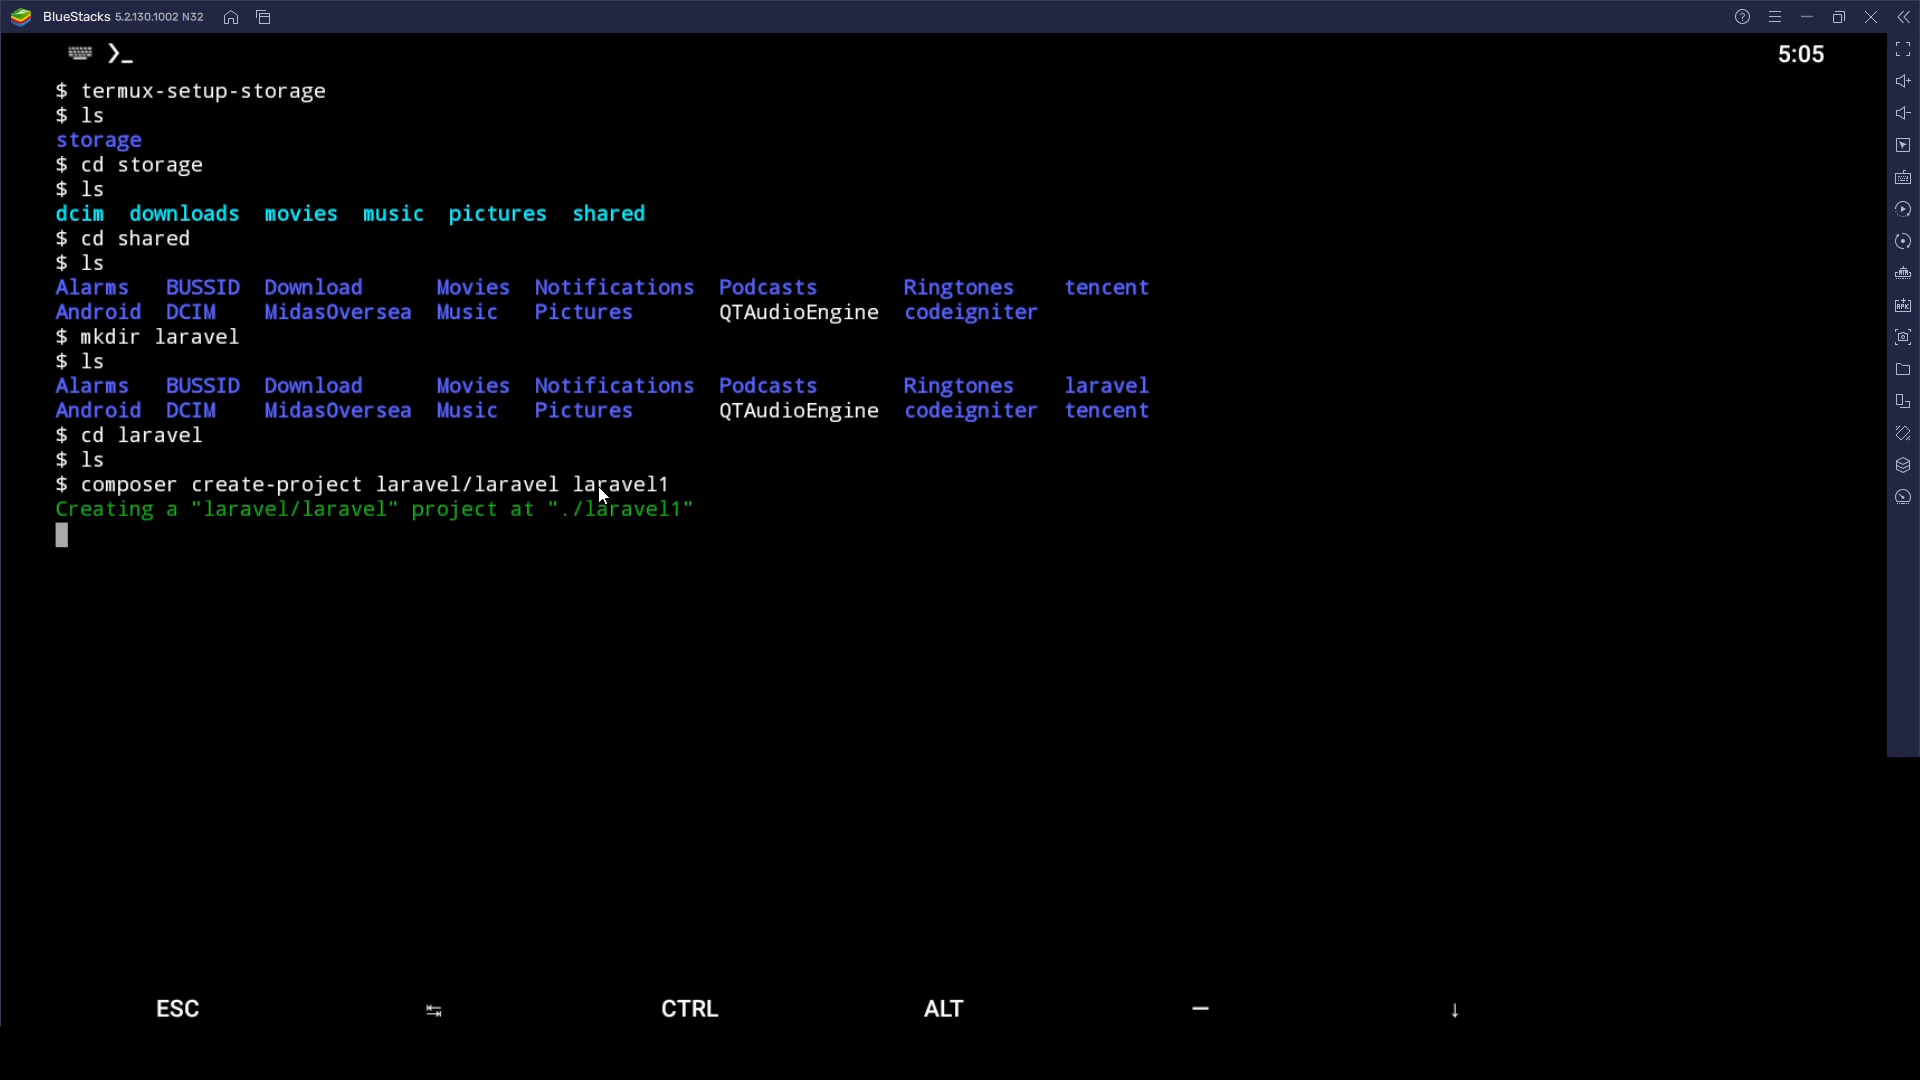 BlueStacks 5.2.130.1002 N32
5:05
$ termux-setup-storage
$ ls
storage
$ cd storage
$ ls
dcim  downloads  movies  music  pictures  shared
$ cd shared
$ ls
Alarms   BUSSID  Download      Movies  Notifications  Podcasts       Ringtones    tencent
Android  DCIM    MidasOversea  Music   Pictures       QTAudioEngine  codeigniter
$ mkdir laravel
$ ls
Alarms   BUSSID  Download      Movies  Notifications  Podcasts       Ringtones    laravel
Android  DCIM    MidasOversea  Music   Pictures       QTAudioEngine  codeigniter  tencent
$ cd laravel
$ ls
$ composer create-project laravel/laravel laravel1
Creating a "laravel/laravel" project at "./laravel1"
ESC ↹ CTRL ALT — ↓